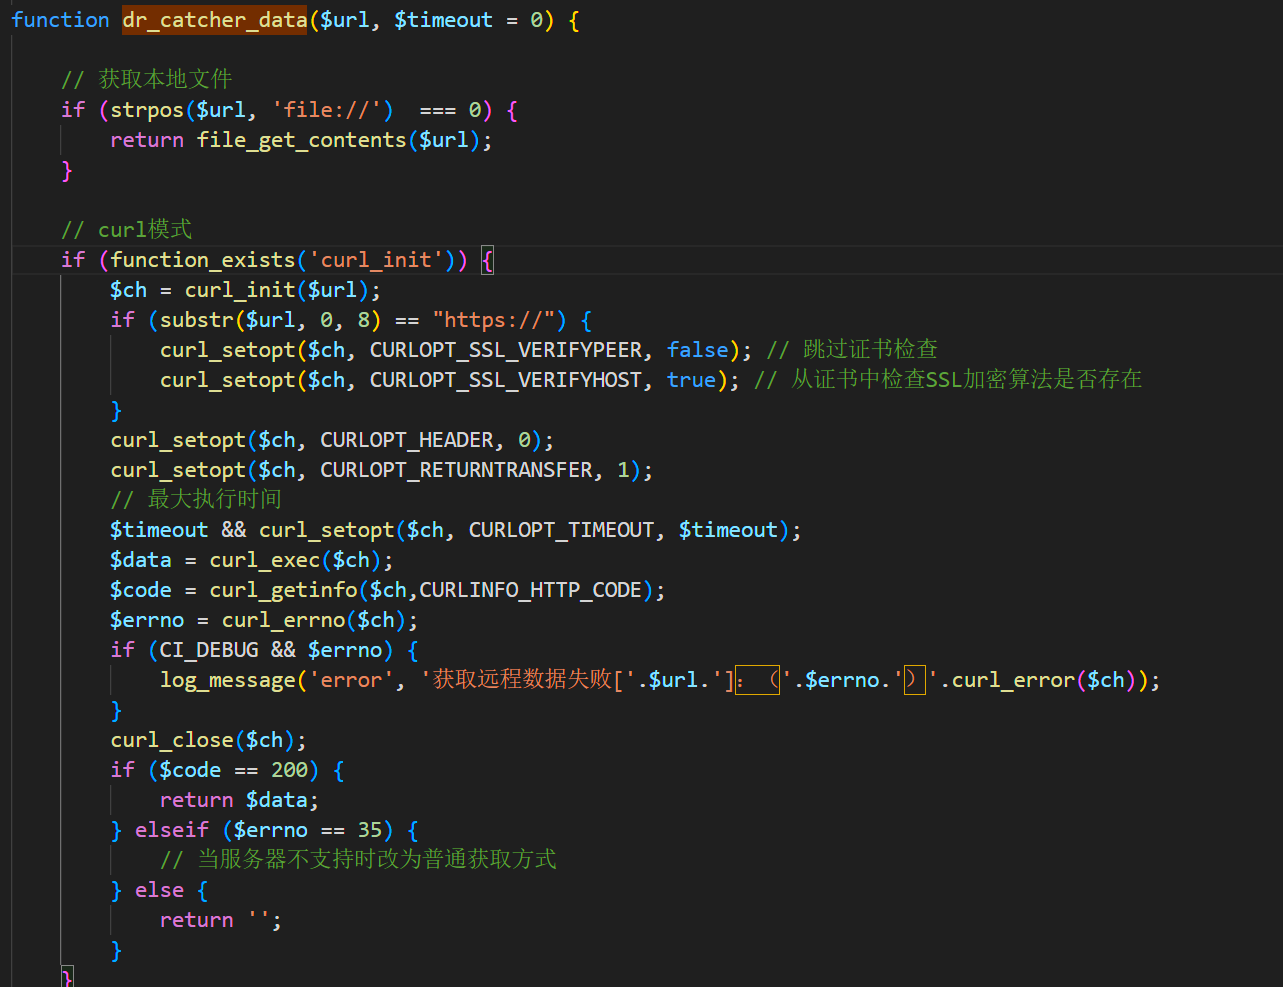 function dr_catcher_data($url, $timeout = 0) {
// 获取本地文件
if (strpos($url, 'file://')  === 0) {
return file_get_contents($url);
}
// curl模式
if (function_exists('curl_init')) {
$ch = curl_init($url);
if (substr($url, 0, 8) == "https://") {
curl_setopt($ch, CURLOPT_SSL_VERIFYPEER, false); // 跳过证书检查
curl_setopt($ch, CURLOPT_SSL_VERIFYHOST, true); // 从证书中检查SSL加密算法是否存在
}
curl_setopt($ch, CURLOPT_HEADER, 0);
curl_setopt($ch, CURLOPT_RETURNTRANSFER, 1);
// 最大执行时间
$timeout && curl_setopt($ch, CURLOPT_TIMEOUT, $timeout);
$data = curl_exec($ch);
$code = curl_getinfo($ch,CURLINFO_HTTP_CODE);
$errno = curl_errno($ch);
if (CI_DEBUG && $errno) {
log_message('error', '获取远程数据失败['.$url.']：（'.$errno.'）'.curl_error($ch));
}
curl_close($ch);
if ($code == 200) {
return $data;
} elseif ($errno == 35) {
// 当服务器不支持时改为普通获取方式
} else {
return '';
}
}